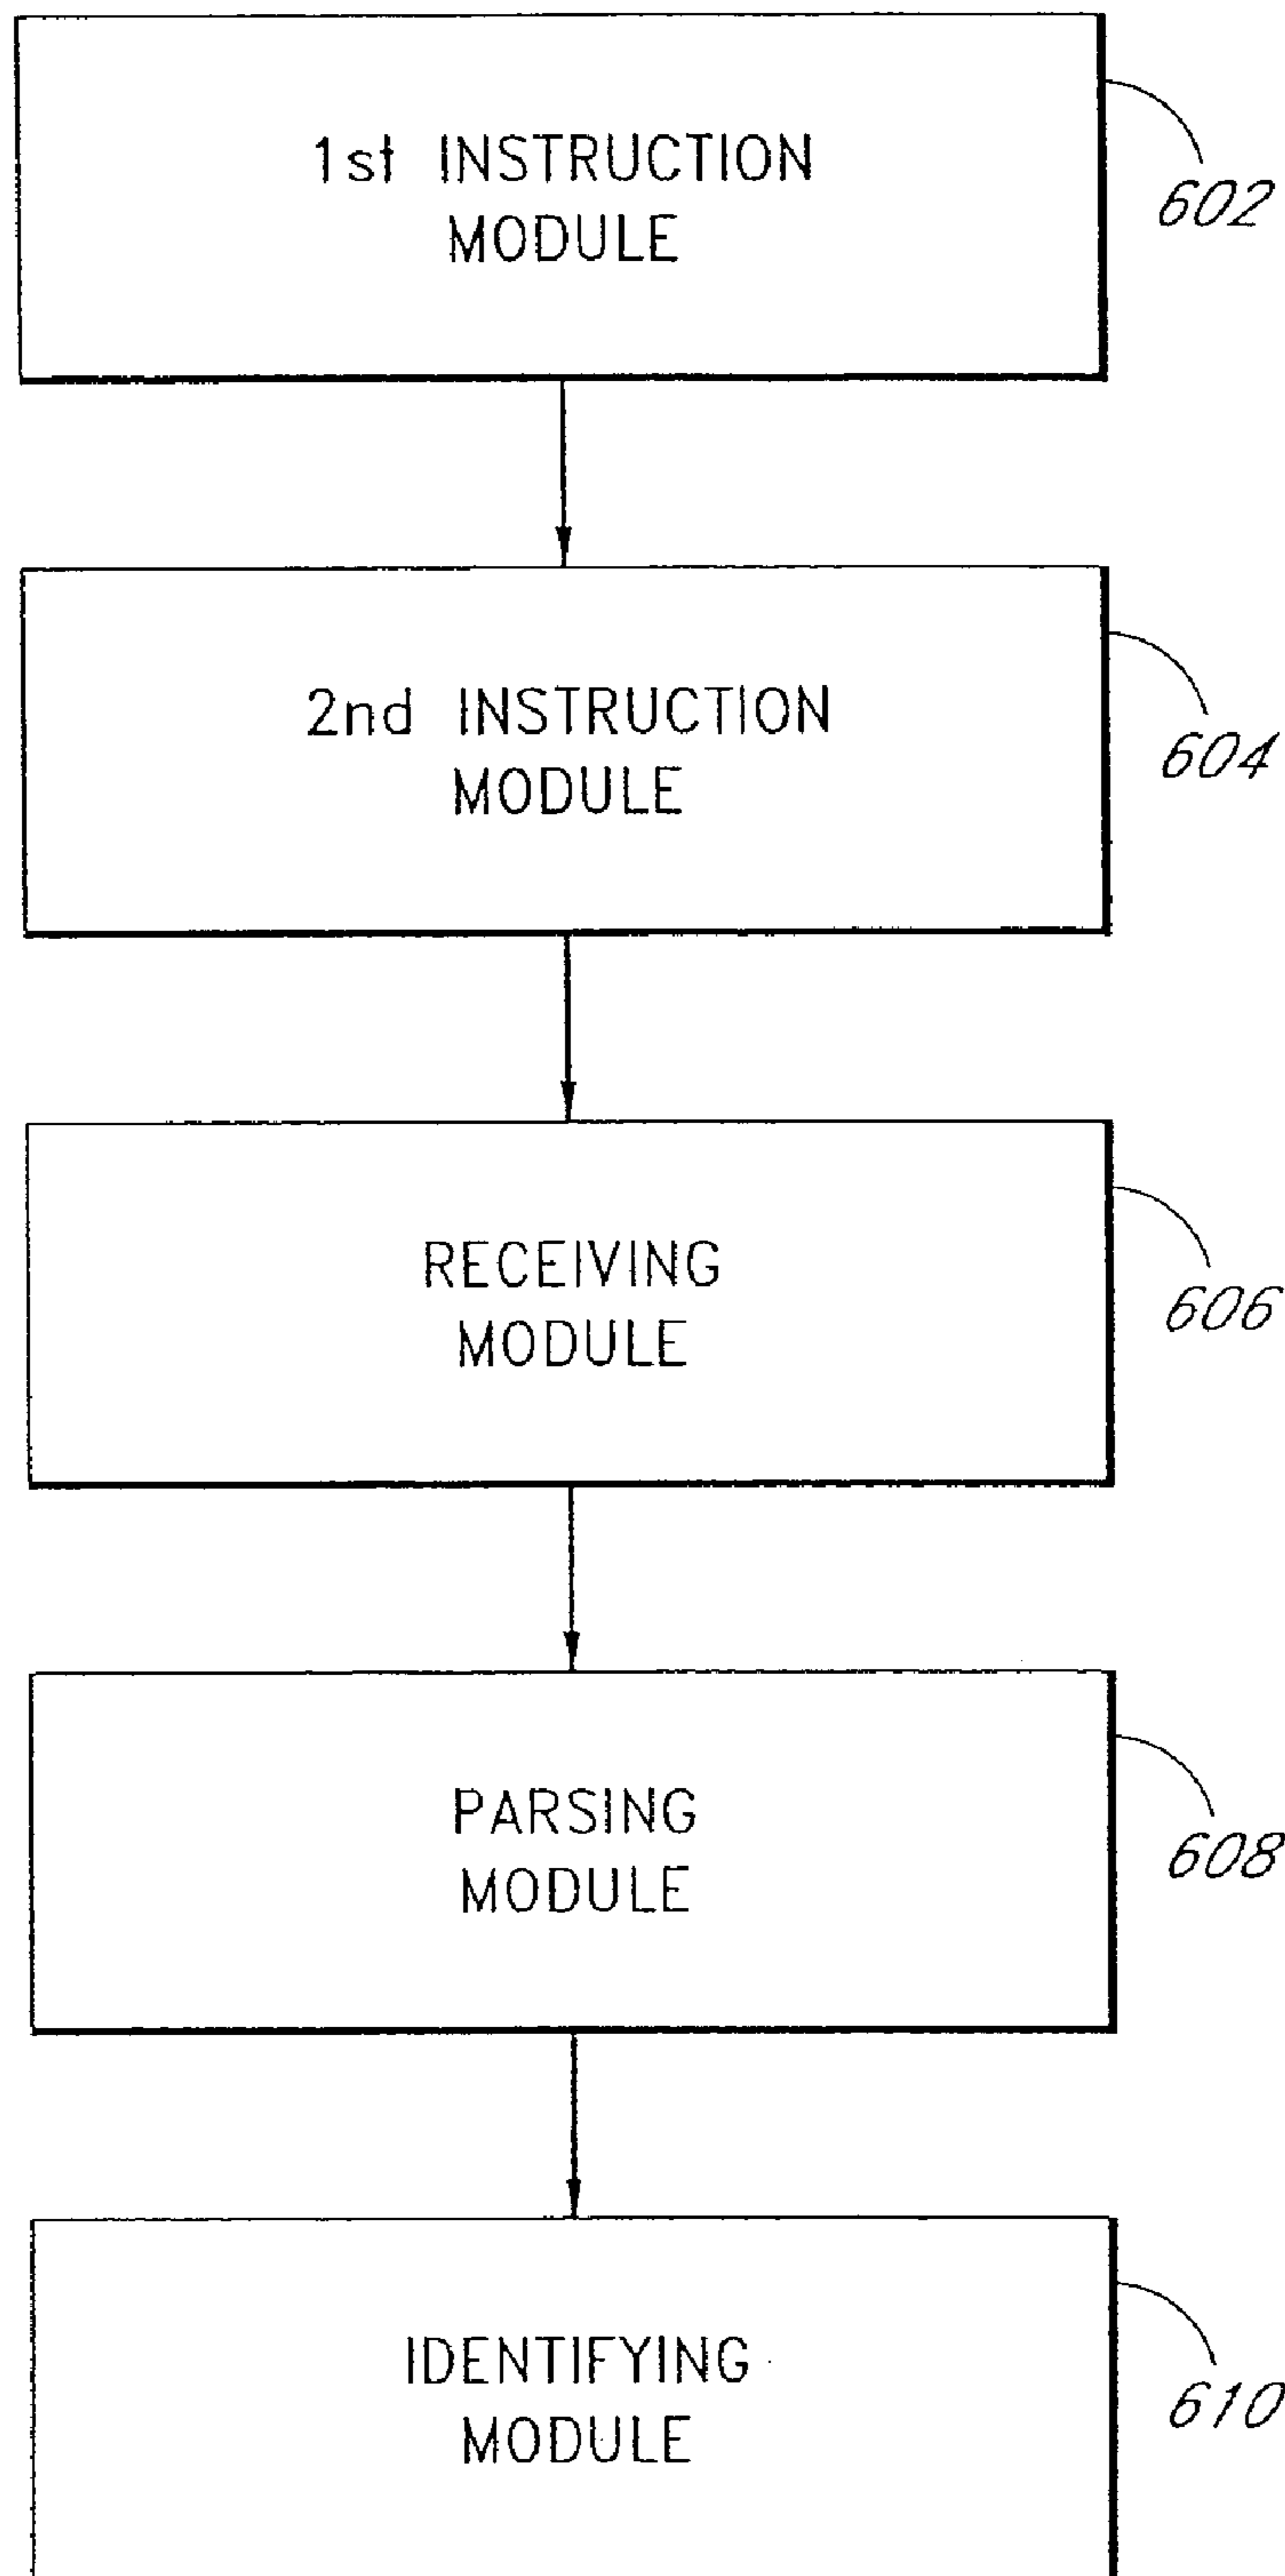 1st INSTRUCTION
MODULE
602
2nd INSTRUCTION
MODULE
604
RECEIVING
MODULE
606
PARSING
MODULE
608
IDENTIFYING
MODULE
610